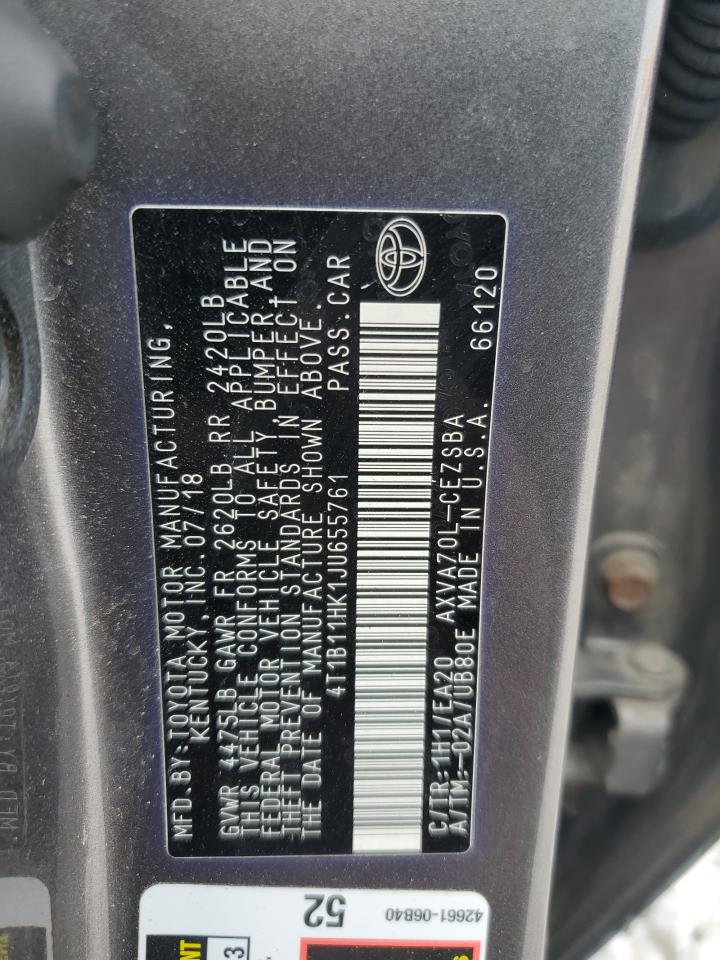 MFD.BY:TOYOTA MOTOR MANUFACTURING,
KENTUCKY, INC. 07/18
GVWR 4475LB GAWR FR 2620LB RR 2420LB
THIS VEHICLE CONFORMS TO ALL APPLICABLE
FEDERAL MOTOR VEHICLE SAFETY, BUMPER, AND
THEFT PREVENTION STANDARDS IN EFFECT ON
THE DATE OF MANUFACTURE SHOWN ABOVE.
4T1B11HK1JU655761 PASS.CAR
C/TR:1H1/EA20 AXVA70L-CEZSBA 66120
A/TM:-02A/UB80E MADE IN U.S.A.
52
42661-06B40
3